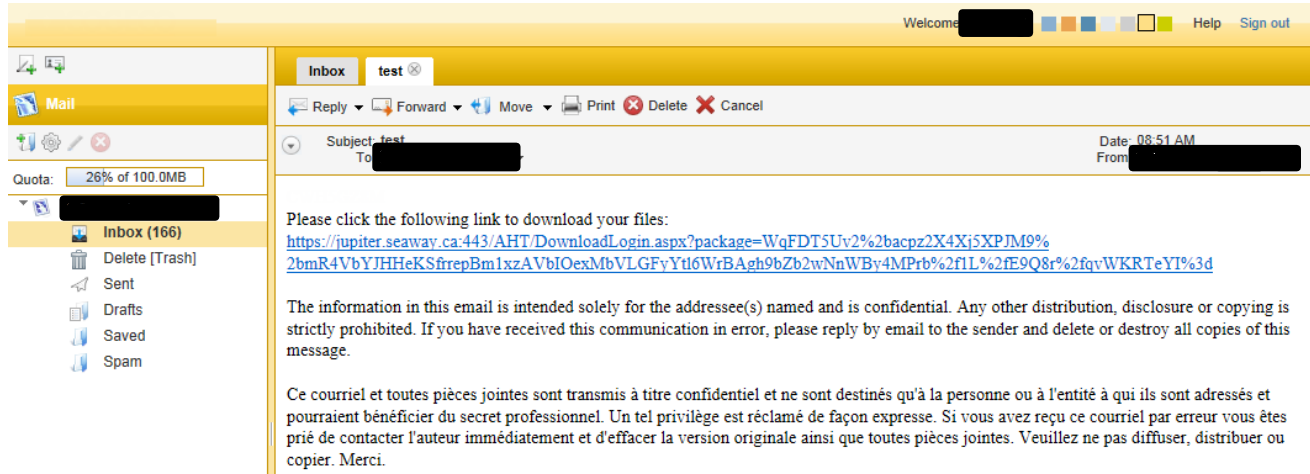 Welcome Help Sign out
Inbox test
Mail
Reply Forward Move Print Delete Cancel
Subject: test Date: 08:51 AM
To From
Quota: 26% of 100.0MB
Inbox (166)
Delete [Trash]
Sent
Drafts
Saved
Spam
Please click the following link to download your files:
https://jupiter.seaway.ca:443/AHT/DownloadLogin.aspx?package=WqFDT5Uv2%2bacpz2X4Xj5XPJM9%
2bmR4VbYJHHeKSfrrepBm1xzAVbIOexMbVLGFyYtl6WrBAgh9bZb2wNnWBy4MPrb%2f1L%2fE9Q8r%2fqvWKRTeYI%3d
The information in this email is intended solely for the addressee(s) named and is confidential. Any other distribution, disclosure or copying is
strictly prohibited. If you have received this communication in error, please reply by email to the sender and delete or destroy all copies of this
message.
Ce courriel et toutes pièces jointes sont transmis à titre confidentiel et ne sont destinés qu'à la personne ou à l'entité à qui ils sont adressés et
pourraient bénéficier du secret professionnel. Un tel privilège est réclamé de façon expresse. Si vous avez reçu ce courriel par erreur vous êtes
prié de contacter l'auteur immédiatement et d'effacer la version originale ainsi que toutes pièces jointes. Veuillez ne pas diffuser, distribuer ou
copier. Merci.